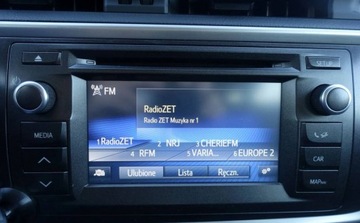 SETUP
FM
RadioZET
Radio ZET Muzyka nr 1
MEDIA
1 RadioZET 2 NRJ 3 CHERIEFM
4 RFM 5 VARIA... 6 EUROPE 2
CAR
MAP
Ulubione Lista Ręczn.